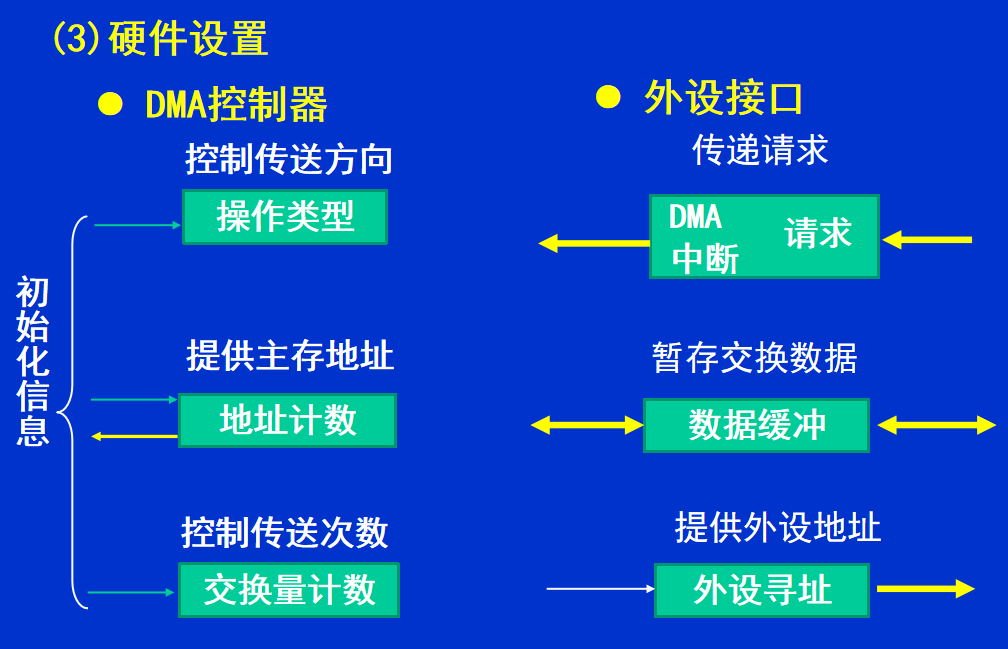 (3)硬件设置
● DMA控制器
控制传送方向
操作类型
初始化信息
提供主存地址
地址计数
控制传送次数
交换量计数
● 外设接口
传递请求
DMA
中断
请求
暂存交换数据
数据缓冲
提供外设地址
外设寻址